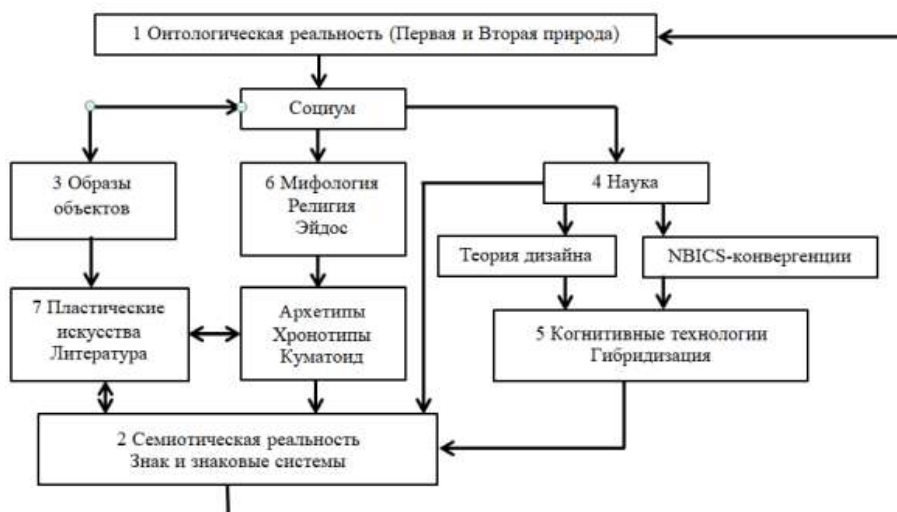 1 Онтологическая реальность (Первая и Вторая природа)
Социум
3 Образы
объектов
6 Мифология
Религия
Эйдос
4 Наука
Теория дизайна
NBICS-конвергенции
7 Пластические
искусства
Литература
Архетипы
Хронотипы
Куматоид
5 Когнитивные технологии
Гибридизация
2 Семиотическая реальность
Знак и знаковые системы